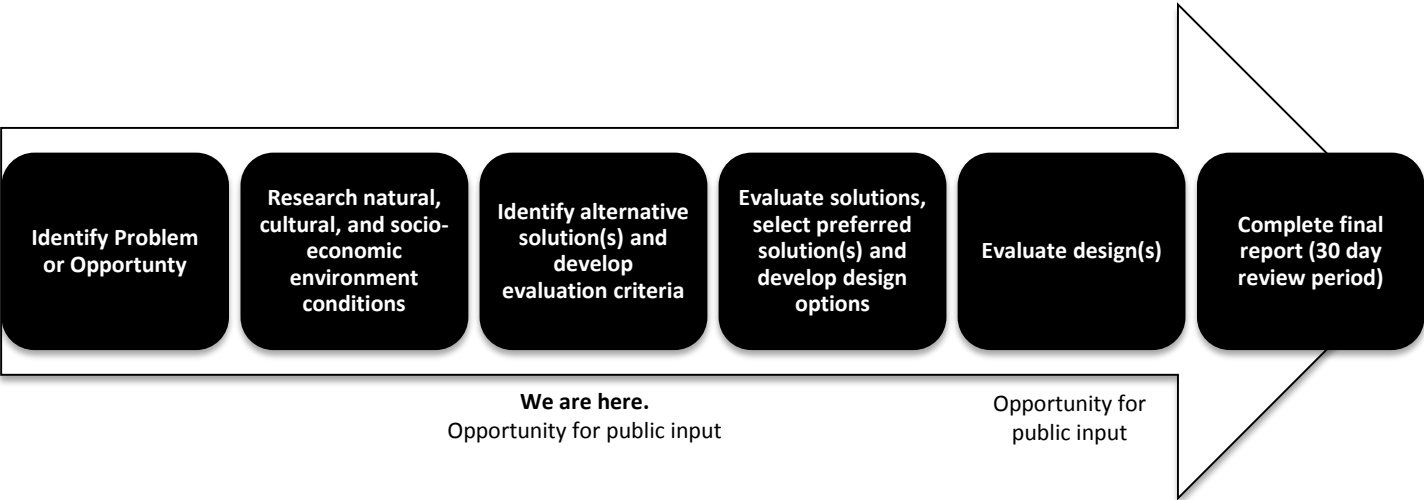 Identify Problem
or Opportunty
Research natural,
cultural, and socio-
economic
environment
conditions
Identify alternative
solution(s) and
develop
evaluation criteria
Evaluate solutions,
select preferred
solution(s) and
develop design
options
Evaluate design(s)
Complete final
report (30 day
review period)
We are here.
Opportunity for public input
Opportunity for
public input